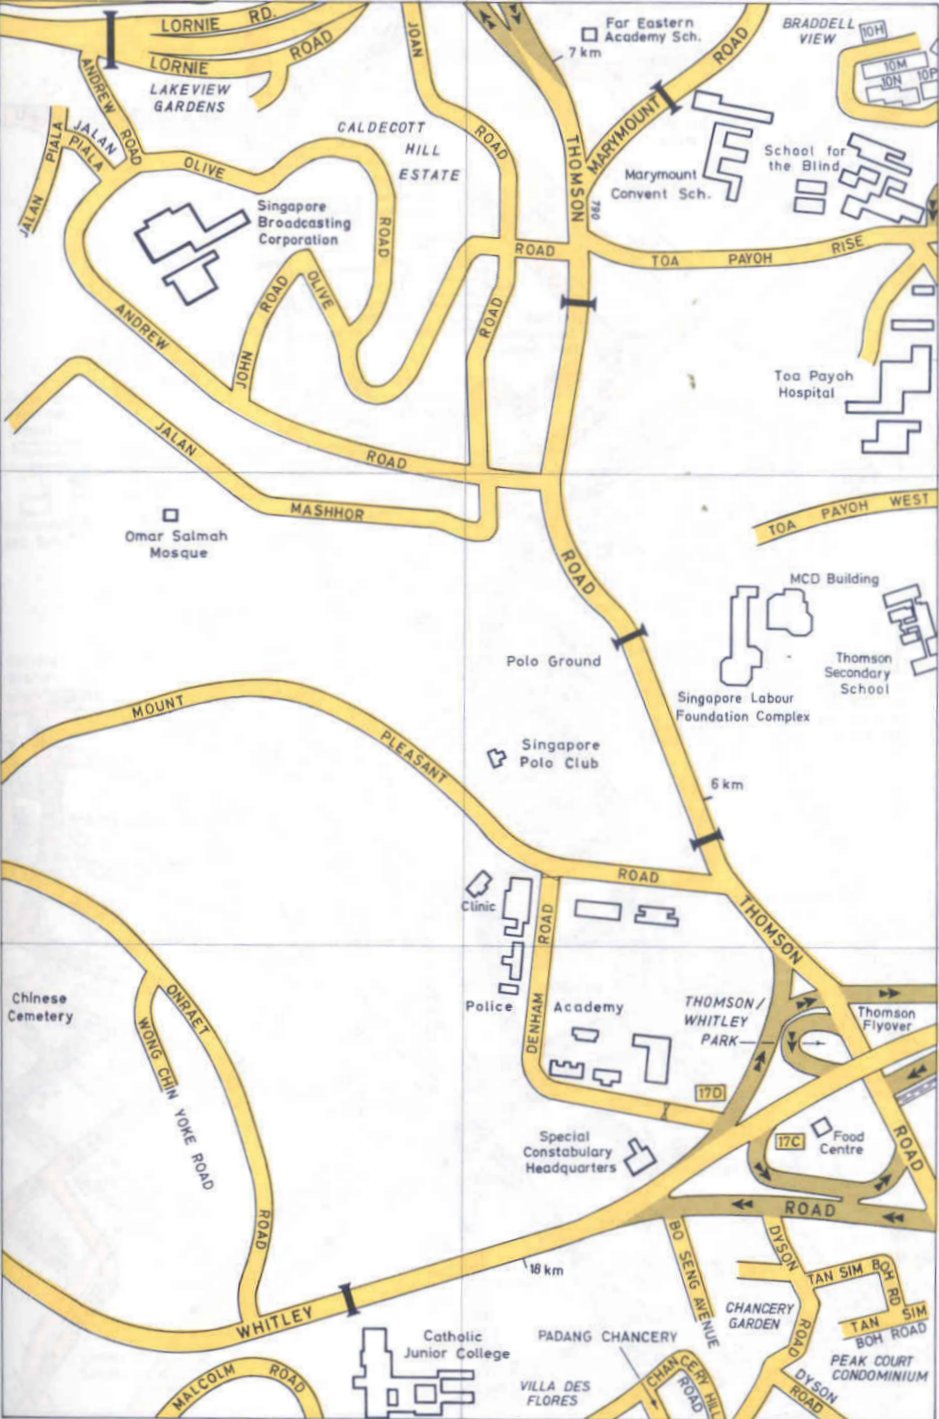 LORNIE RD.
LORNIE ROAD
LAKEVIEW
GARDENS
ANDREW ROAD
JALAN
PIALA
JALAN PIALA
OLIVE
ROAD
OLIVE
CALDECOTT
HILL
ESTATE
JOAN
ROAD
ROAD
ROAD
Far Eastern
Academy Sch.
7 km
THOMSON
790
MARYMOUNT
ROAD
BRADDELL
VIEW
10H
10M
10N
10P
Marymount
Convent Sch.
School for
the Blind
TOA PAYOH RISE
Singapore
Broadcasting
Corporation
JOHN
ROAD
ANDREW
ROAD
Toa Payoh
Hospital
JALAN
MASHHOR
Omar Salmah
Mosque
TOA PAYOH WEST
ROAD
MCD Building
Thomson
Secondary
School
Polo Ground
Singapore Labour
Foundation Complex
MOUNT
PLEASANT
ROAD
Singapore
Polo Club
6 km
Clinic
DENHAM
ROAD
Police Academy
THOMSON
Chinese
Cemetery
ONRAET
ROAD
WONG CHIN YOKE ROAD
THOMSON/
WHITLEY
PARK
Thomson
Flyover
17D
17C
Food
Centre
ROAD
Special
Constabulary
Headquarters
ROAD
18 km
WHITLEY
BO SENG AVENUE
DYSON
ROAD
TAN SIM BOH RD
TAN SIM
BOH ROAD
CHANCERY
GARDEN
PEAK COURT
CONDOMINIUM
DYSON
ROAD
Catholic
Junior College
PADANG CHANCERY
CHANCERY HILL
ROAD
VILLA DES
FLORES
MALCOLM ROAD